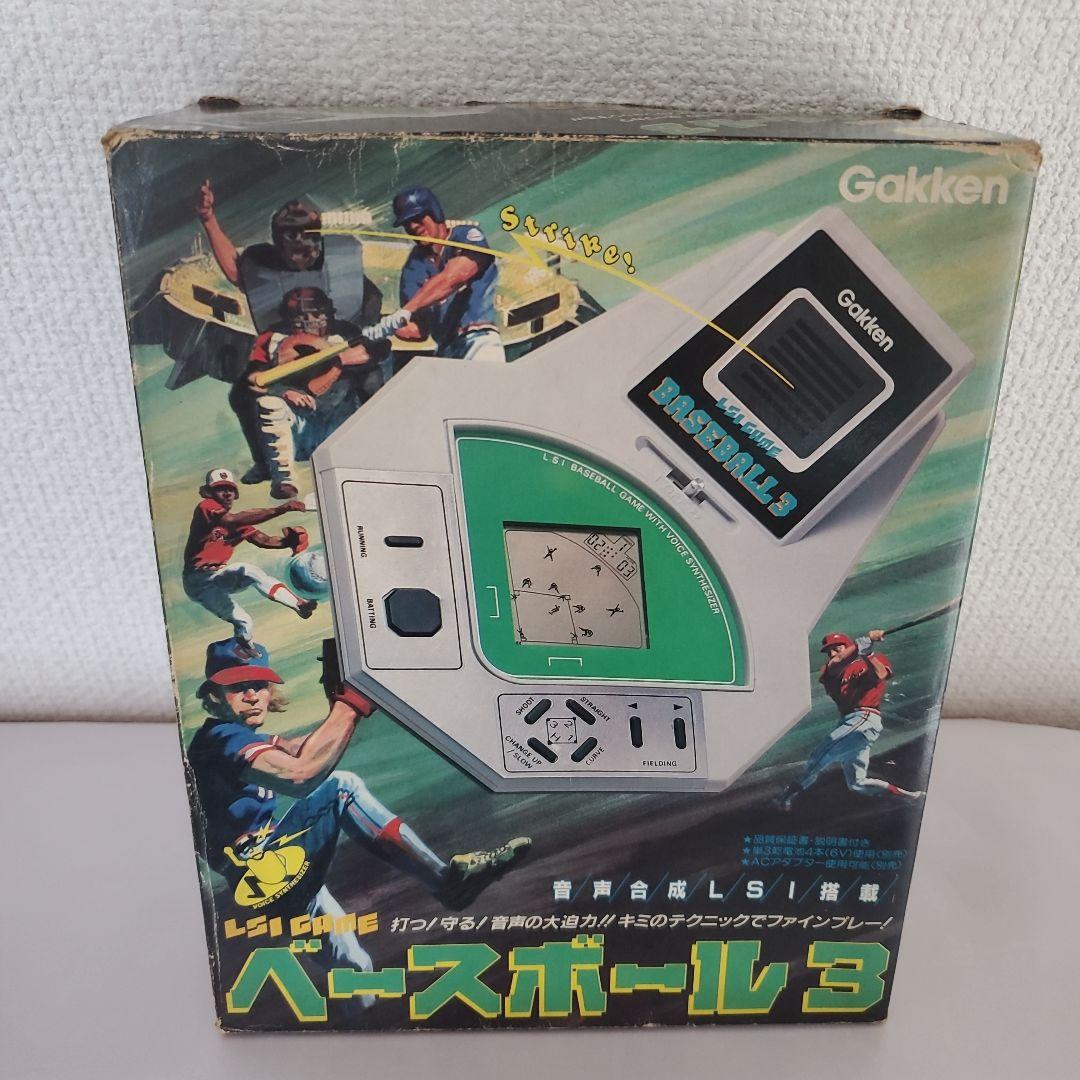 Gakken
Strike!
Gakken
LSI GAME
BASEBALL 3
L.S.I BASEBALL GAME WITH VOICE SYNTHESIZER
RUNNING
BATTING
SHOOT
STRAIGHT
3 2
H 1
CHANGE UP
/SLOW
CURVE
◀ ▶
FIELDING
★品質保証書・説明書付き
★単3乾電池4本(6V)使用〈別売〉
★ACアダプター使用可能〈別売〉
音/声/合/成/L/S/I/搭/載
VOICE SYNTHESIZER
LSI GAME
打つ!守る!音声の大迫力!!キミのテクニックでファインプレー!
ベースボール3